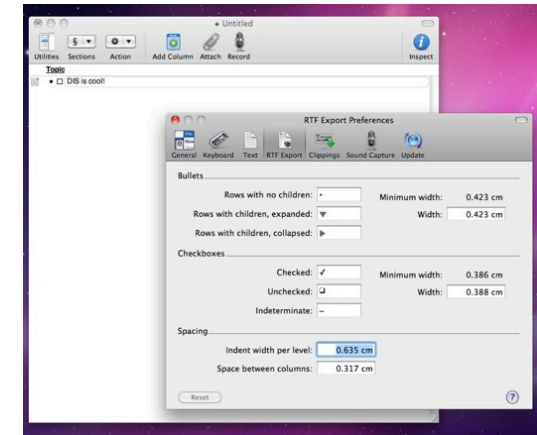 Untitled
Utilities Sections Action Add Column Attach Record Inspect
Topic
DIS is cool!
RTF Export Preferences
General Keyboard Text RTF Export Clippings Sound Capture Update
Bullets
Rows with no children: • Minimum width: 0.423 cm
Rows with children, expanded: ▼ Width: 0.423 cm
Rows with children, collapsed: ▶
Checkboxes
Checked: ✓ Minimum width: 0.386 cm
Unchecked: ❏ Width: 0.388 cm
Indeterminate: –
Spacing
Indent width per level: 0.635 cm
Space between columns: 0.317 cm
Reset ?